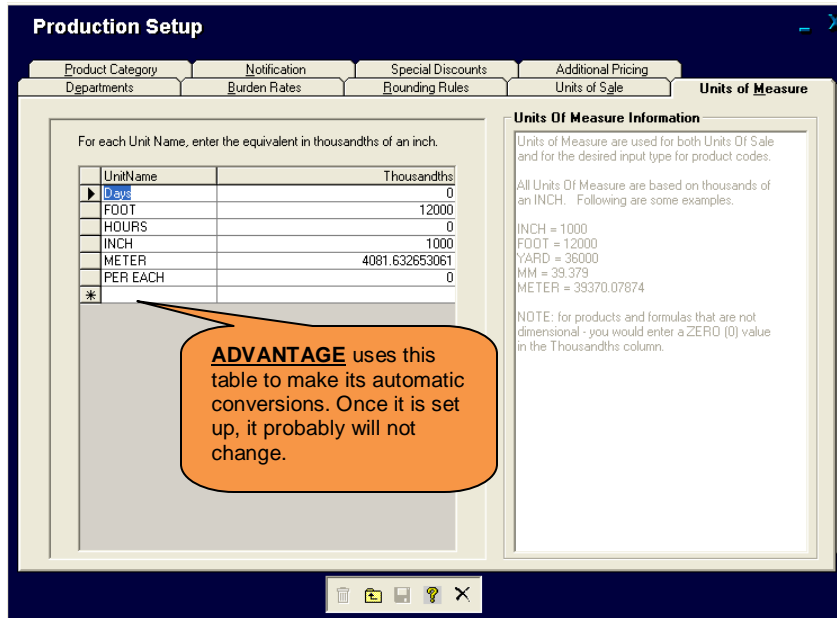 Production Setup
Product Category Notification Special Discounts Additional Pricing
Departments Burden Rates Rounding Rules Units of Sale Units of Measure
For each Unit Name, enter the equivalent in thousandths of an inch.
UnitName Thousandths
Days 0
FOOT 12000
HOURS 0
INCH 1000
METER 4081.632653061
PER EACH 0
ADVANTAGE uses this
table to make its automatic
conversions. Once it is set
up, it probably will not
change.
Units Of Measure Information
Units of Measure are used for both Units Of Sale
and for the desired input type for product codes.
All Units Of Measure are based on thousands of
an INCH. Following are some examples.
INCH = 1000
FOOT = 12000
YARD = 36000
MM = 39.379
METER = 39370.07874
NOTE: for products and formulas that are not
dimensional - you would enter a ZERO (0) value
in the Thousandths column.